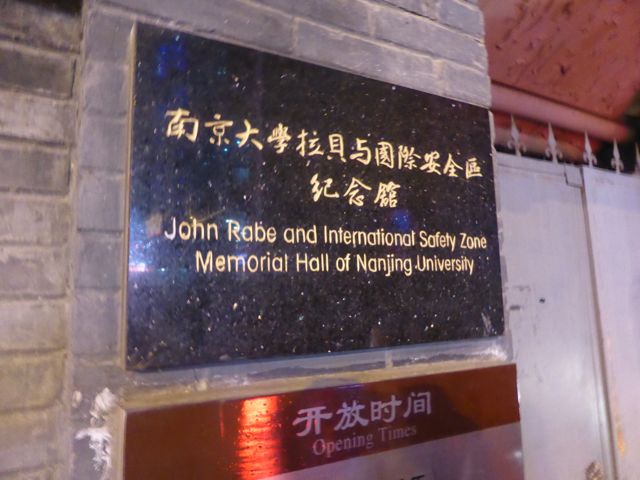 南京大學拉貝与國際安全區
紀念舘
John Rabe and International Safety Zone
Memorial Hall of Nanjing University
开放时间
Opening Times